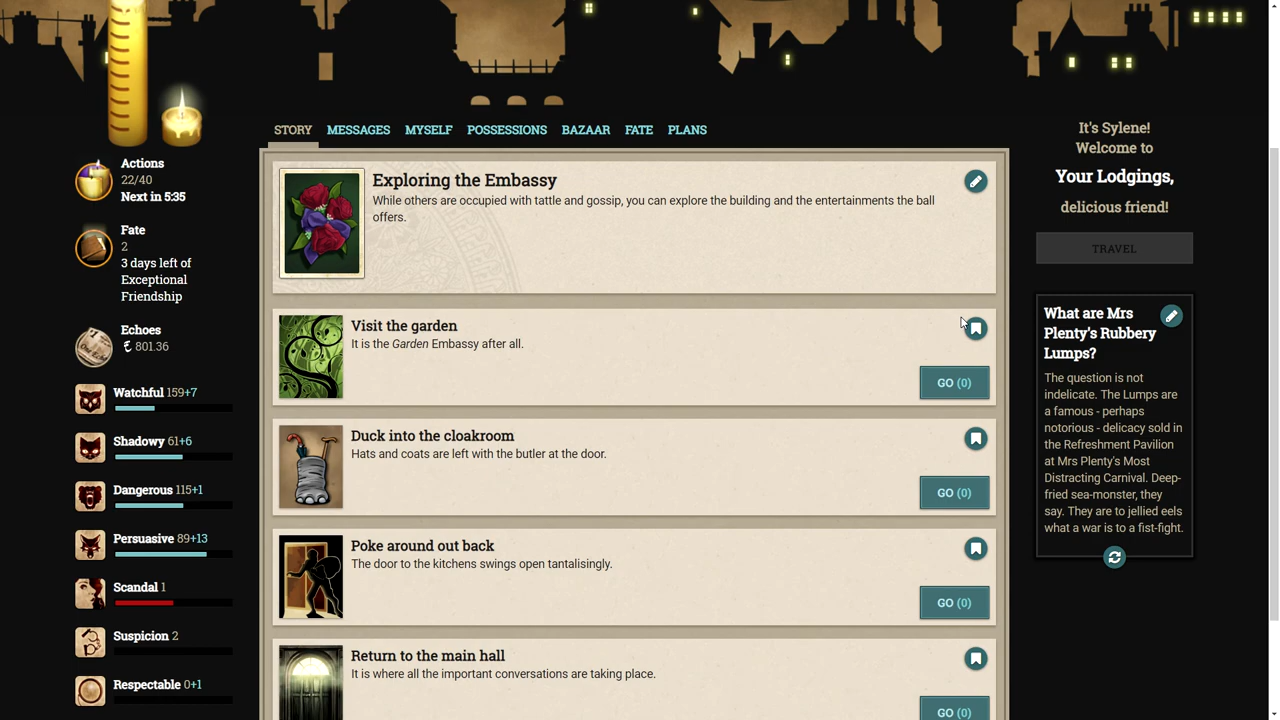 STORY MESSAGES MYSELF POSSESSIONS BAZAAR FATE PLANS
Actions
22/40
Next in 5:35
Fate
2
3 days left of
Exceptional
Friendship
Echoes
801.36
Watchful 159+7
Shadowy 61+6
Dangerous 115+1
Persuasive 89+13
Scandal 1
Suspicion 2
Respectable 0+1
Exploring the Embassy
While others are occupied with tattle and gossip, you can explore the building and the entertainments the ball
offers.
Visit the garden
It is the Garden Embassy after all.
GO (0)
Duck into the cloakroom
Hats and coats are left with the butler at the door.
GO (0)
Poke around out back
The door to the kitchens swings open tantalisingly.
GO (0)
Return to the main hall
It is where all the important conversations are taking place.
GO (0)
It's Sylene!
Welcome to
Your Lodgings,
delicious friend!
TRAVEL
What are Mrs
Plenty's Rubbery
Lumps?
The question is not
indelicate. The Lumps are
a famous - perhaps
notorious - delicacy sold in
the Refreshment Pavilion
at Mrs Plenty's Most
Distracting Carnival. Deep-
fried sea-monster, they
say. They are to jellied eels
what a war is to a fist-fight.